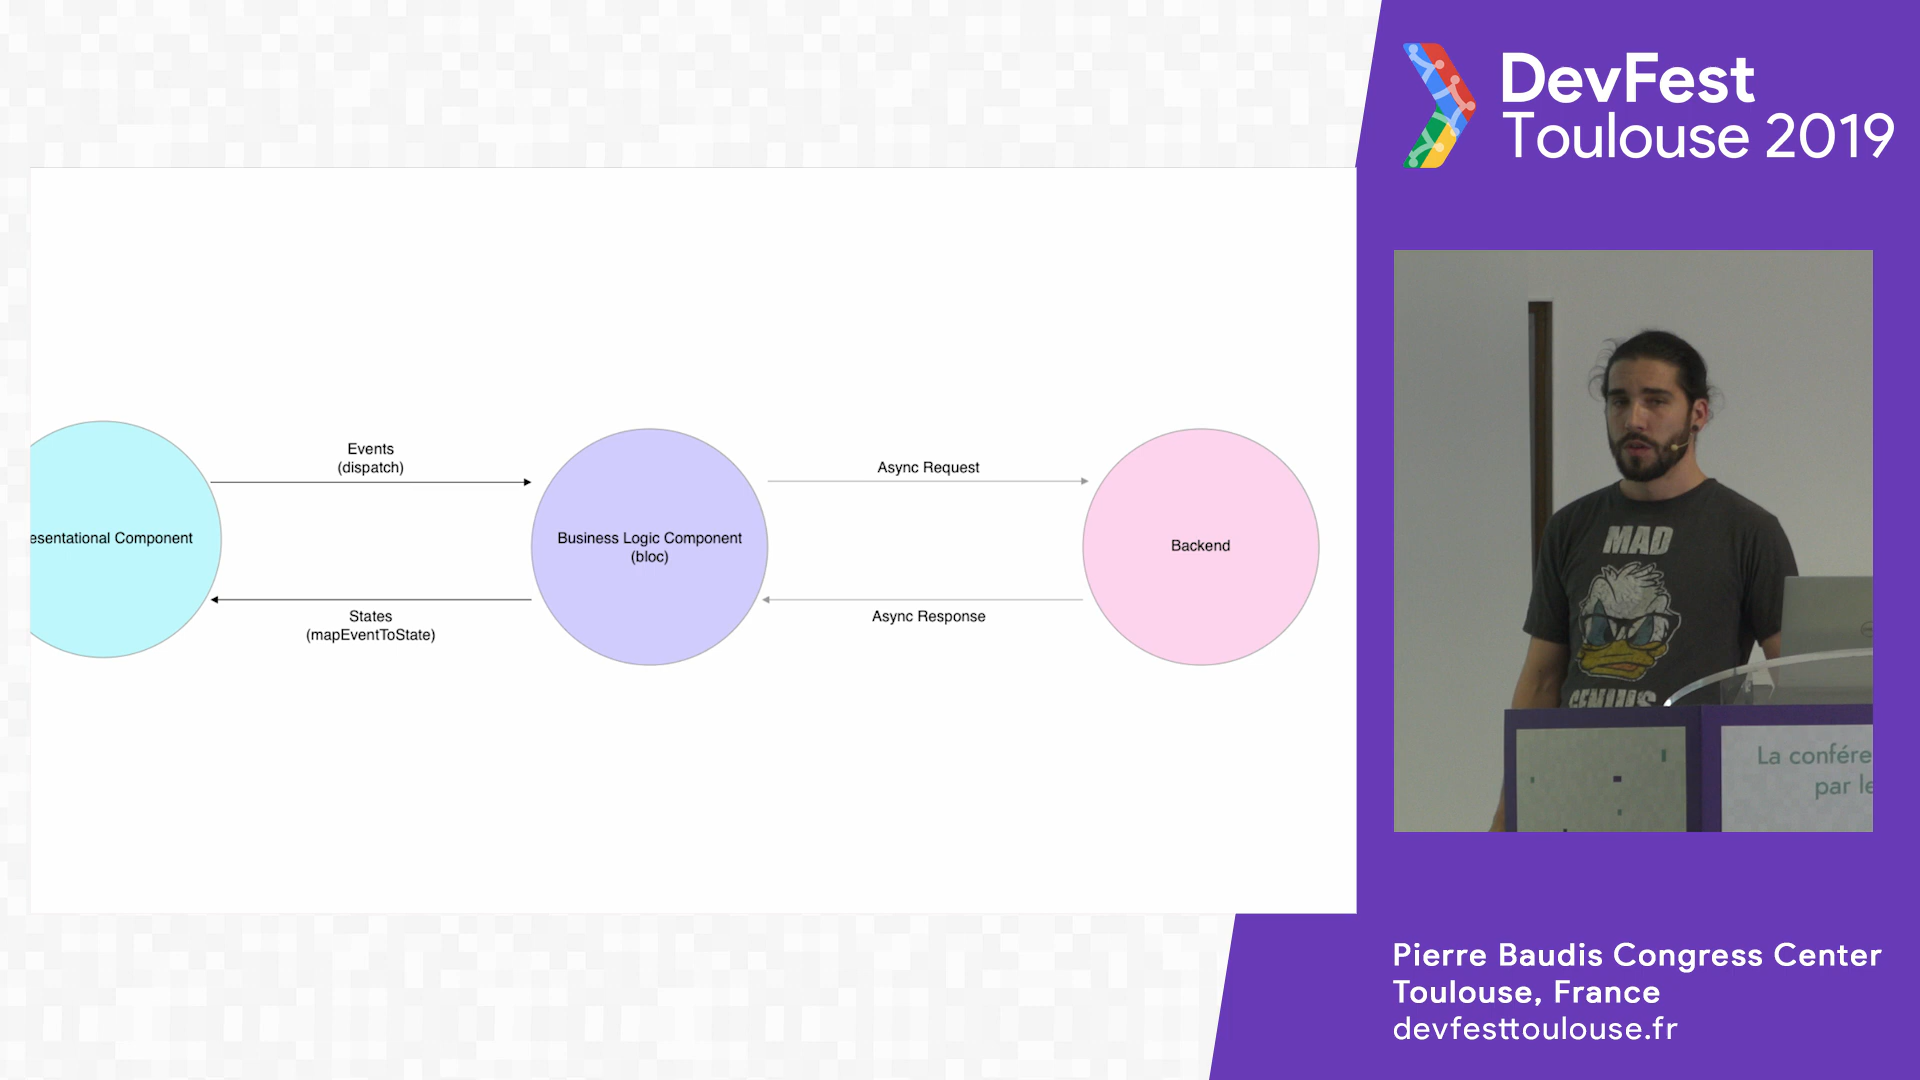 DevFest
Toulouse 2019
Events
(dispatch)
Async Request
esentational Component
Business Logic Component
(bloc)
Backend
States
(mapEventToState)
Async Response
MAD
GENIUS
La confére
par le
Pierre Baudis Congress Center
Toulouse, France
devfesttoulouse.fr